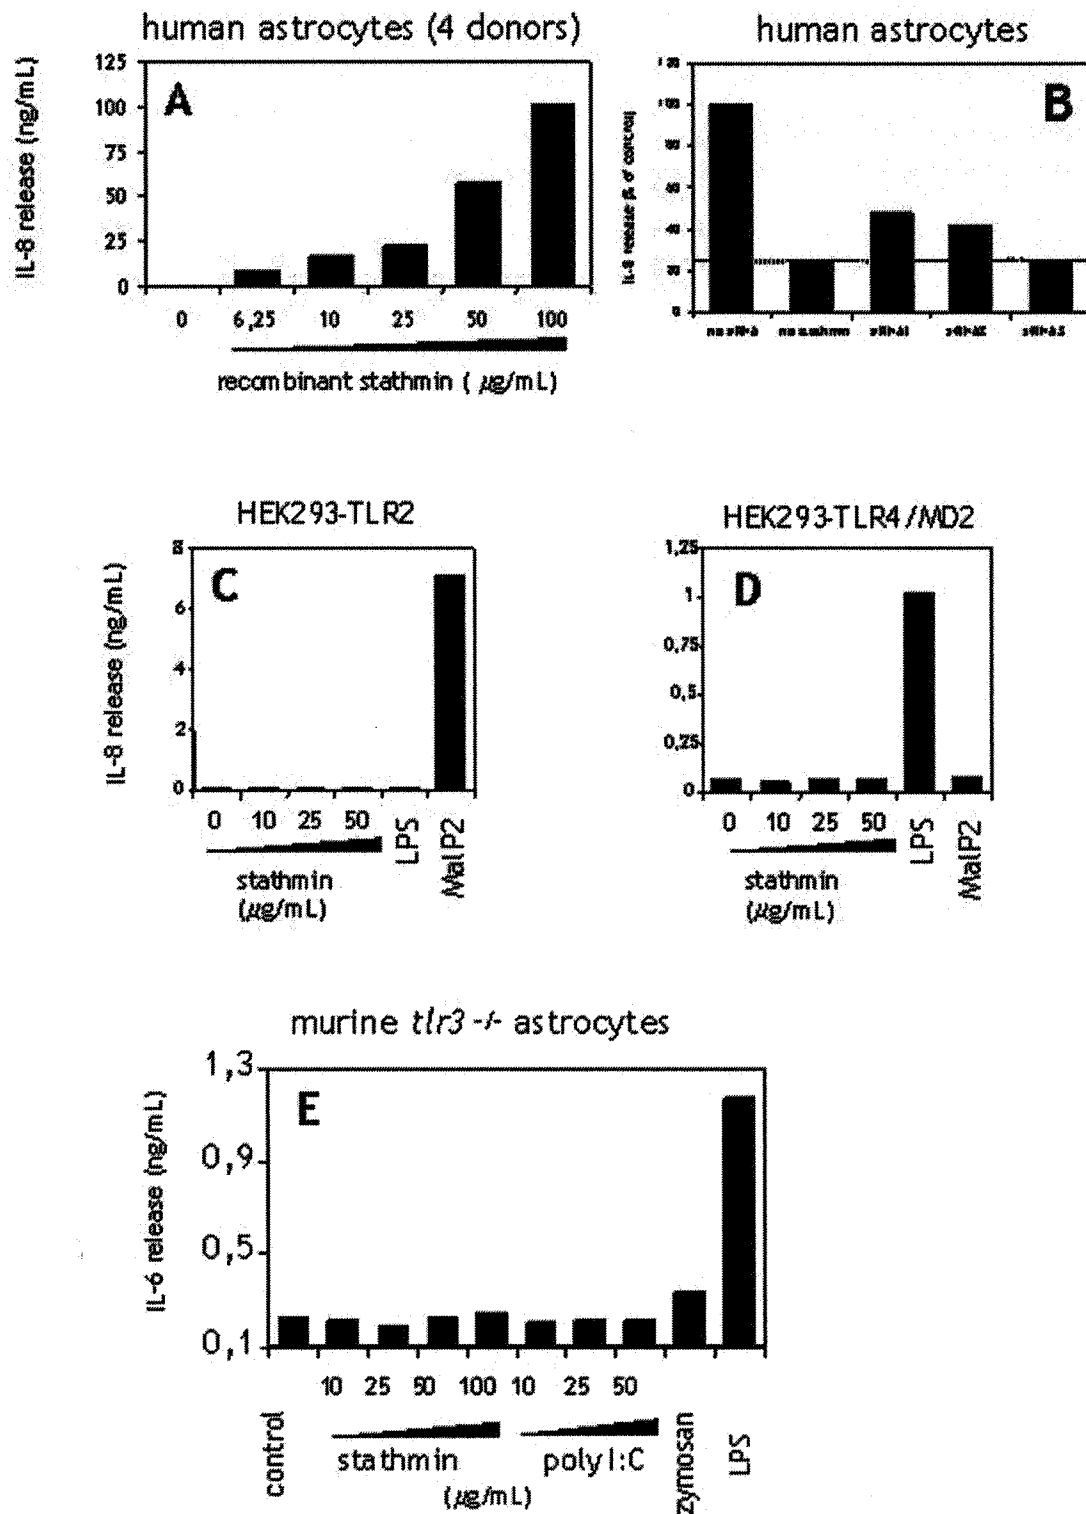 human astrocytes (4 donors)
A
IL-8 release (ng/mL)
125
100
75
50
25
0
0 6,25 10 25 50 100
recombinant stathmin ( µg/mL)
human astrocytes
B
IL-8 release (% of control)
HEK293-TLR2
C
IL-8 release (ng/mL)
8
6
4
2
0
0 10 25 50 LPS MalP2
stathmin
(µg/mL)
HEK293-TLR4/MD2
D
1,25
1
0,75
0,5
0,25
0
0 10 25 50 LPS MalP2
stathmin
(µg/mL)
murine tlr3 -/- astrocytes
E
IL-6 release (ng/mL)
1,3
0,9
0,5
0,1
control 10 25 50 100 10 25 50 zymosan LPS
stathmin poly I:C
(µg/mL)